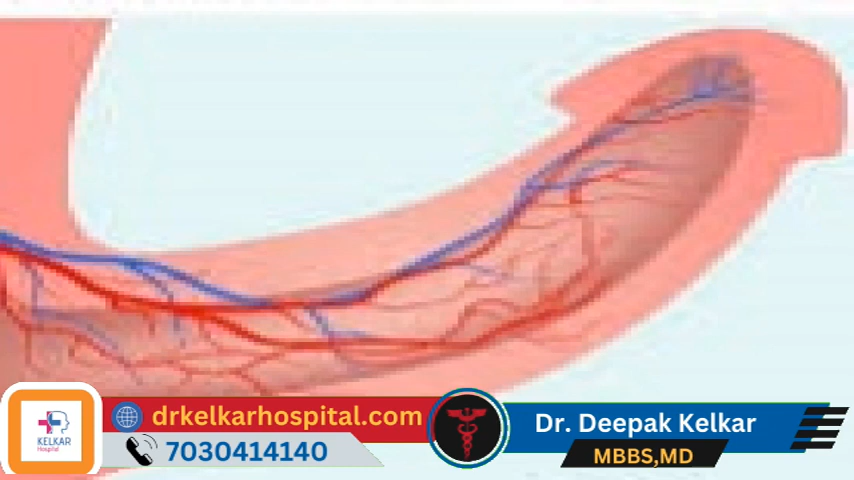 KELKAR
Hospital
drkelkarhospital.com
7030414140
Dr. Deepak Kelkar
MBBS,MD